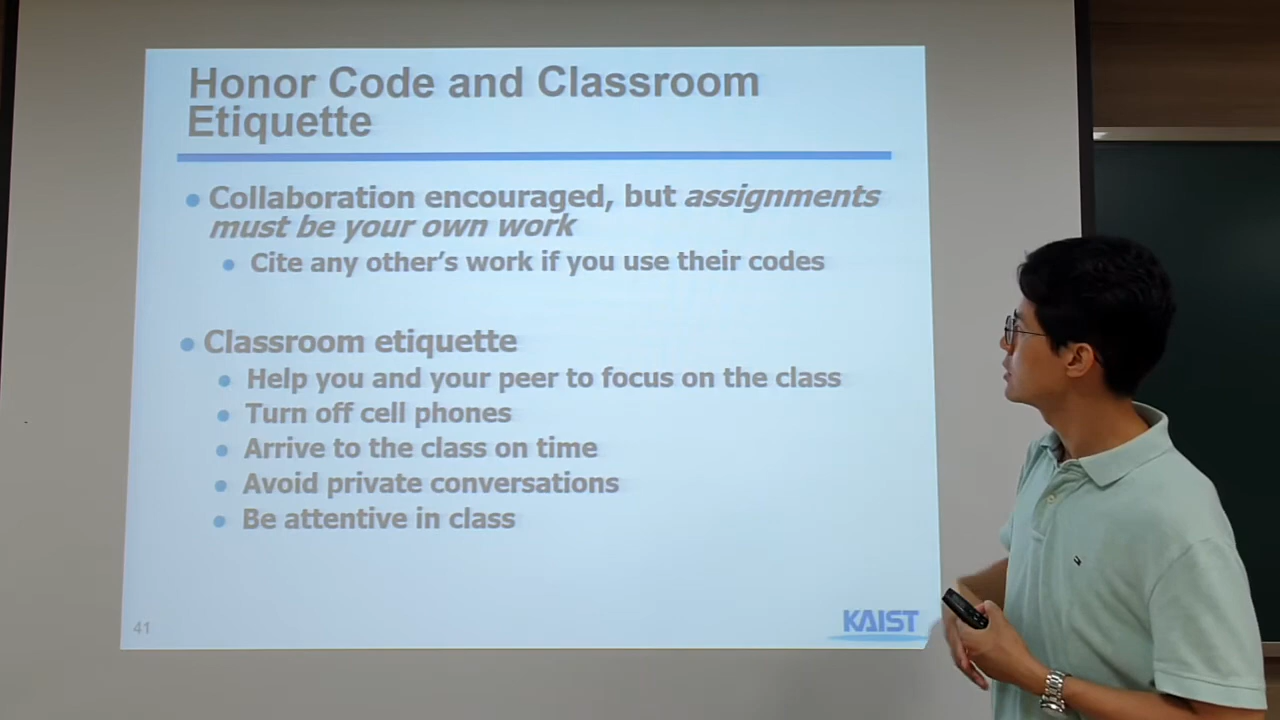 Honor Code and Classroom
Etiquette
Collaboration encouraged, but assignments
must be your own work
Cite any other's work if you use their codes
Classroom etiquette
Help you and your peer to focus on the class
Turn off cell phones
Arrive to the class on time
Avoid private conversations
Be attentive in class
41
KAIST